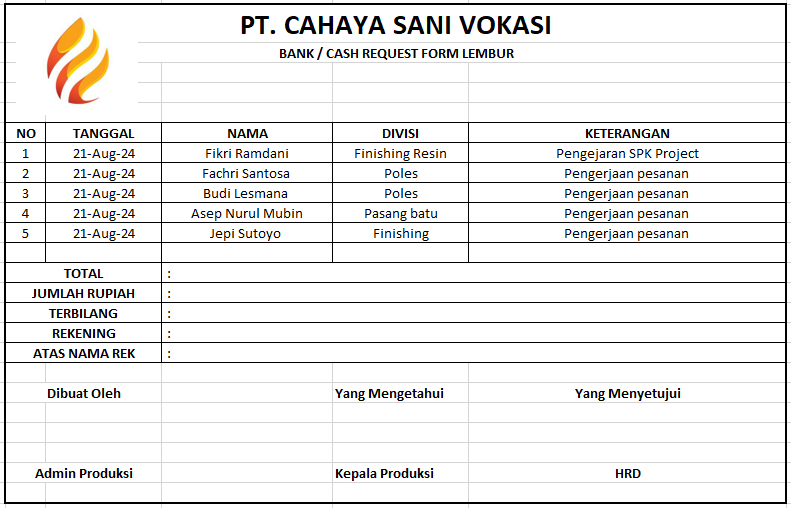 PT. CAHAYA SANI VOKASI
BANK / CASH REQUEST FORM LEMBUR
NO TANGGAL NAMA DIVISI KETERANGAN
1 21-Aug-24 Fikri Ramdani Finishing Resin Pengejaran SPK Project
2 21-Aug-24 Fachri Santosa Poles Pengerjaan pesanan
3 21-Aug-24 Budi Lesmana Poles Pengerjaan pesanan
4 21-Aug-24 Asep Nurul Mubin Pasang batu Pengerjaan pesanan
5 21-Aug-24 Jepi Sutoyo Finishing Pengerjaan pesanan
TOTAL :
JUMLAH RUPIAH :
TERBILANG :
REKENING :
ATAS NAMA REK :
Dibuat Oleh Yang Mengetahui Yang Menyetujui
Admin Produksi Kepala Produksi HRD